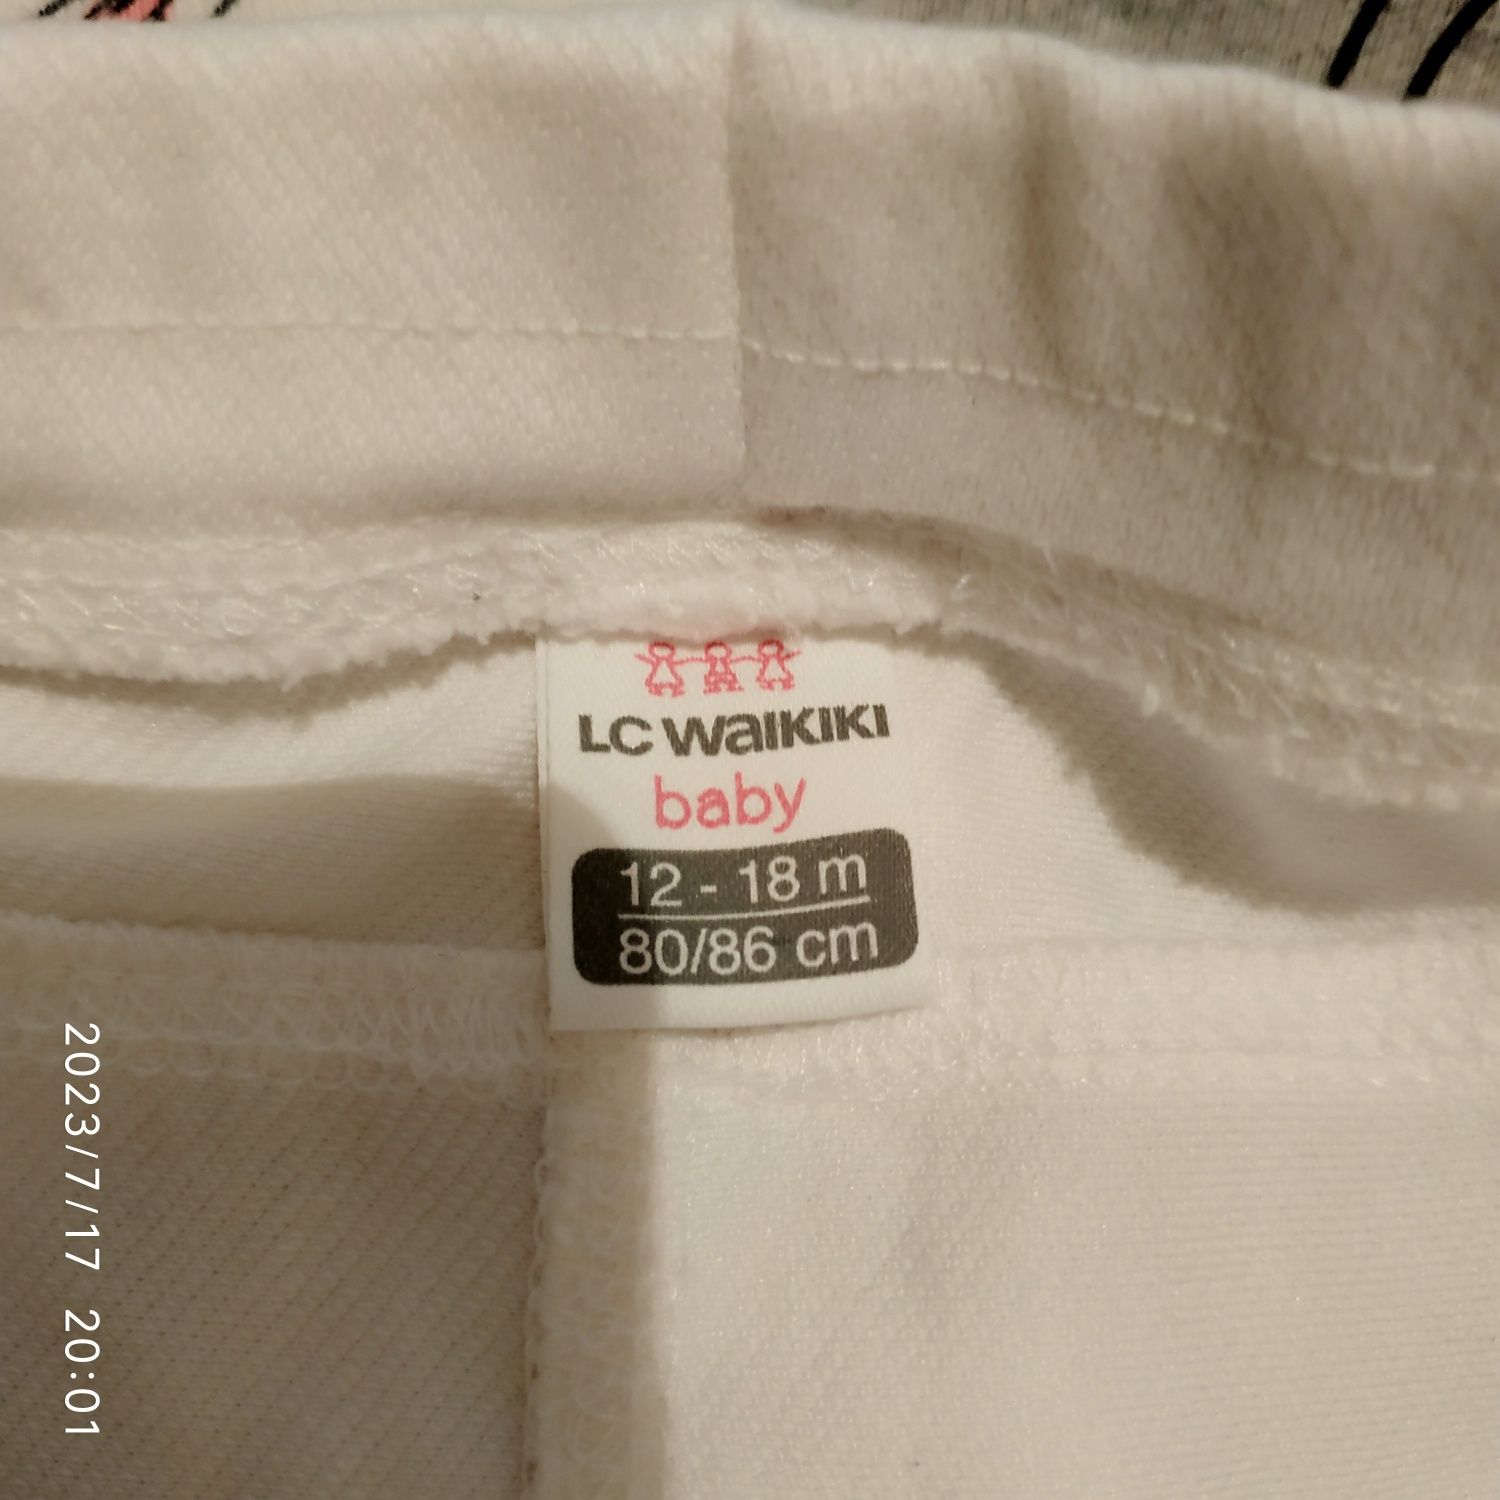 LC WAIKIKI
baby
12 - 18 m
80/86 cm
2023/7/17 20:01